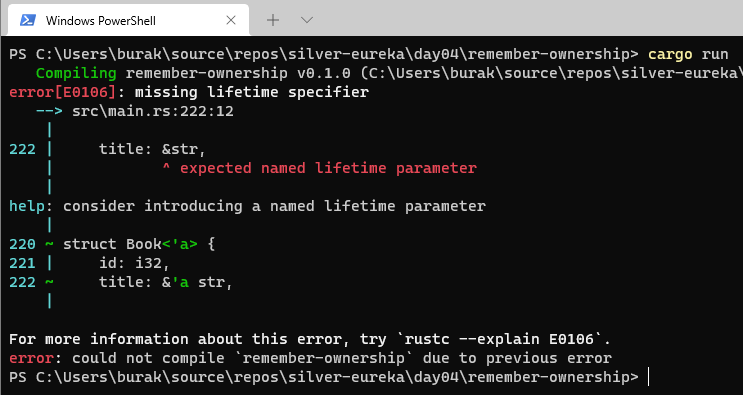 Windows PowerShell
PS C:\Users\burak\source\repos\silver-eureka\day04\remember-ownership> cargo run
   Compiling remember-ownership v0.1.0 (C:\Users\burak\source\repos\silver-eureka\
error[E0106]: missing lifetime specifier
   --> src\main.rs:222:12
    |
222 |     title: &str,
    |            ^ expected named lifetime parameter
    |
help: consider introducing a named lifetime parameter
    |
220 ~ struct Book<'a> {
221 |     id: i32,
222 ~     title: &'a str,
    |
For more information about this error, try `rustc --explain E0106`.
error: could not compile `remember-ownership` due to previous error
PS C:\Users\burak\source\repos\silver-eureka\day04\remember-ownership>